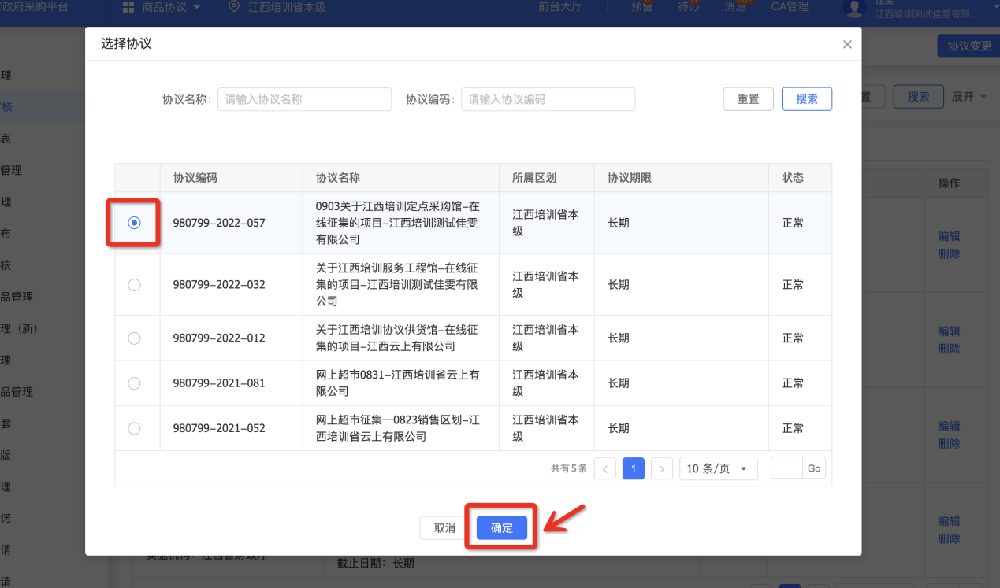 政府采购平台
商品协议
江西培训省本级
前台大厅
预警
待办
消息
CA管理
江西培训测试佳雯有限...
选择协议
协议变更
理
协议名称：
请输入协议名称
协议编码：
请输入协议编码
重置
搜索
置
搜索
展开
核
表
管理
协议编码
协议名称
所属区划
协议期限
状态
操作
理
980799-2022-057
0903关于江西培训定点采购馆-在
线征集的项目-江西培训测试佳雯
有限公司
江西培训省本
级
长期
正常
布
编辑
删除
核
980799-2022-032
关于江西培训服务工程馆-在线征
集的项目-江西培训测试佳雯有限
公司
江西培训省本
级
长期
正常
品管理
理（新）
980799-2022-012
关于江西培训协议供货馆-在线征
集的项目-江西云上有限公司
江西培训省本
级
长期
正常
编辑
删除
理
980799-2021-081
网上超市0831-江西培训省云上有
限公司
江西培训省本
级
长期
正常
品管理
980799-2021-052
网上超市征集—0823销售区划-江
西培训省云上有限公司
江西培训省本
级
长期
正常
套
编辑
删除
版
共有5条
<
1
>
10 条/页
Go
理
诺
取消
确定
编辑
删除
请
截止日期：长期
请